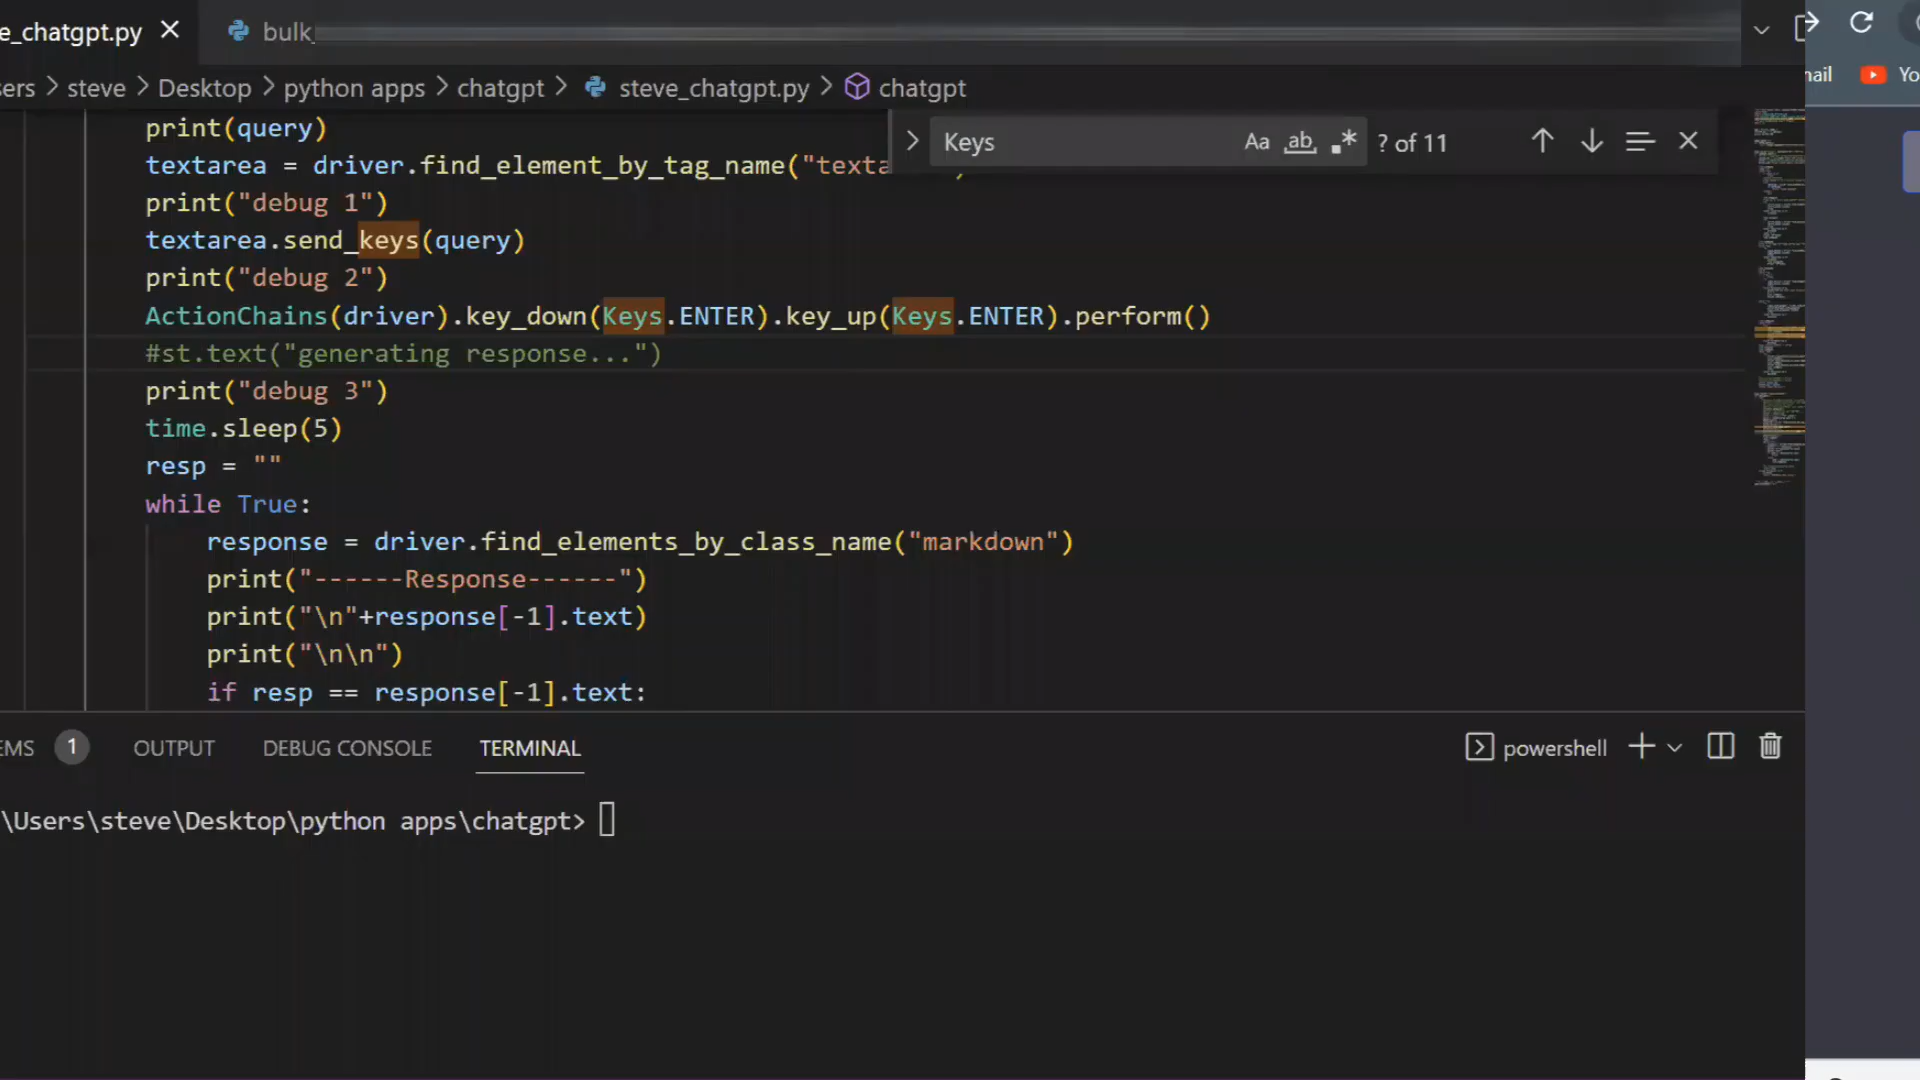 e_chatgpt.py
bulk_
ers > steve > Desktop > python apps > chatgpt > steve_chatgpt.py > chatgpt
ail
Yo
Keys
Aa ab .* ? of 11
print(query)
textarea = driver.find_element_by_tag_name("texta
print("debug 1")
textarea.send_keys(query)
print("debug 2")
ActionChains(driver).key_down(Keys.ENTER).key_up(Keys.ENTER).perform()
#st.text("generating response...")
print("debug 3")
time.sleep(5)
resp = ""
while True:
response = driver.find_elements_by_class_name("markdown")
print("------Response------")
print("\n"+response[-1].text)
print("\n\n")
if resp == response[-1].text:
EMS 1 OUTPUT DEBUG CONSOLE TERMINAL
powershell
\Users\steve\Desktop\python apps\chatgpt>